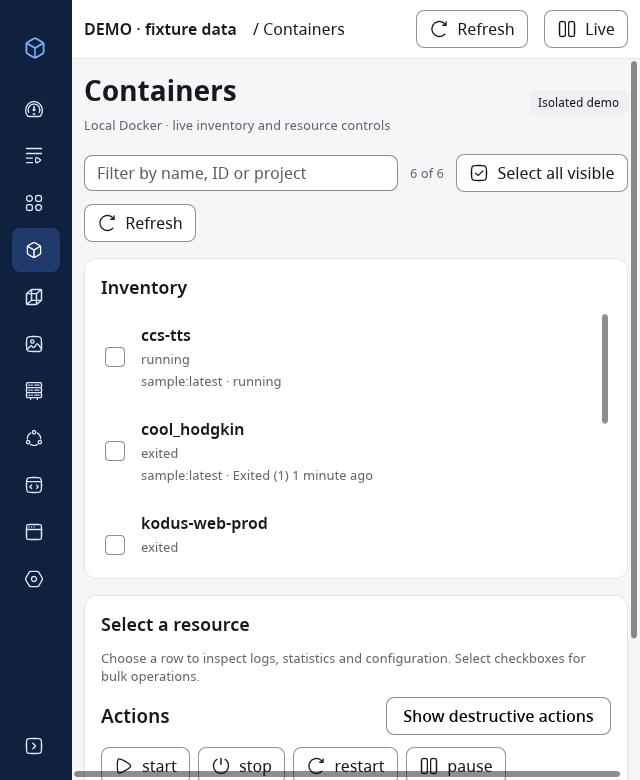 DEMO · fixture data / Containers Refresh Live
Containers
Isolated demo
Local Docker · live inventory and resource controls
Filter by name, ID or project 6 of 6 Select all visible
Refresh
Inventory
ccs-tts
running
sample:latest · running
cool_hodgkin
exited
sample:latest · Exited (1) 1 minute ago
kodus-web-prod
exited
Select a resource
Choose a row to inspect logs, statistics and configuration. Select checkboxes for
bulk operations.
Actions Show destructive actions
start stop restart pause